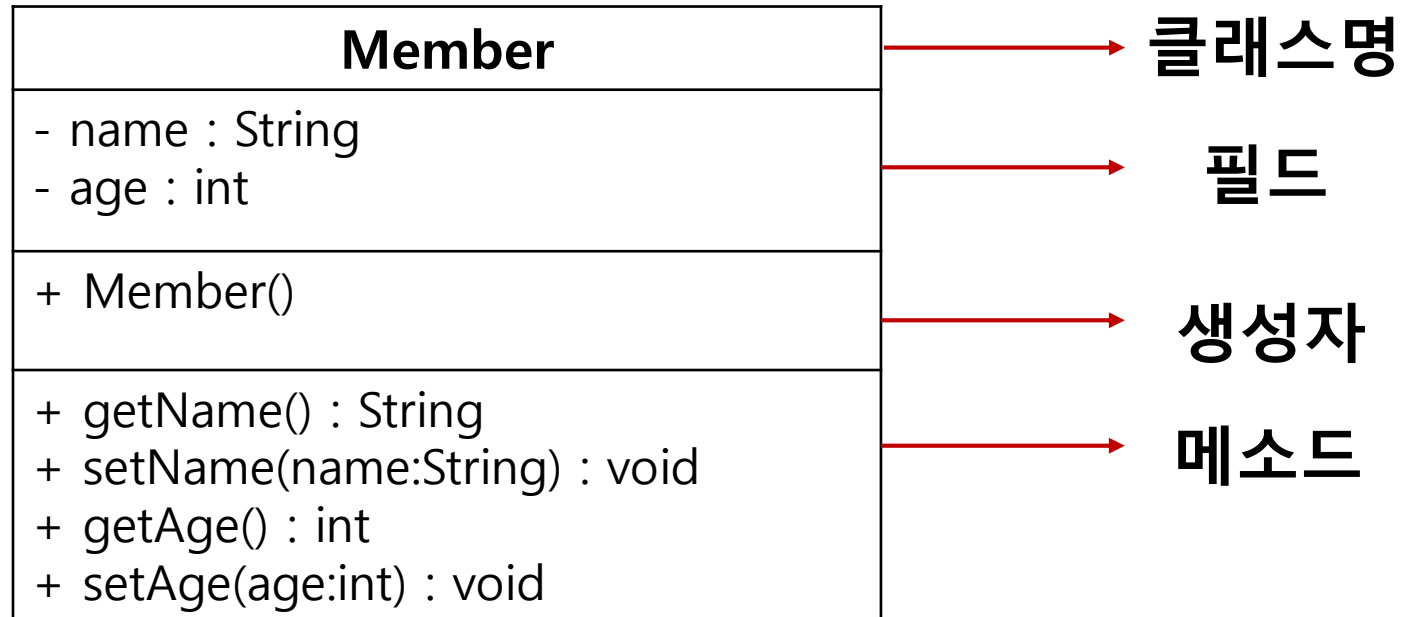 Member
클래스명
- name : String
- age : int
필드
+ Member()
생성자
+ getName() : String
+ setName(name:String) : void
+ getAge() : int
+ setAge(age:int) : void
메소드